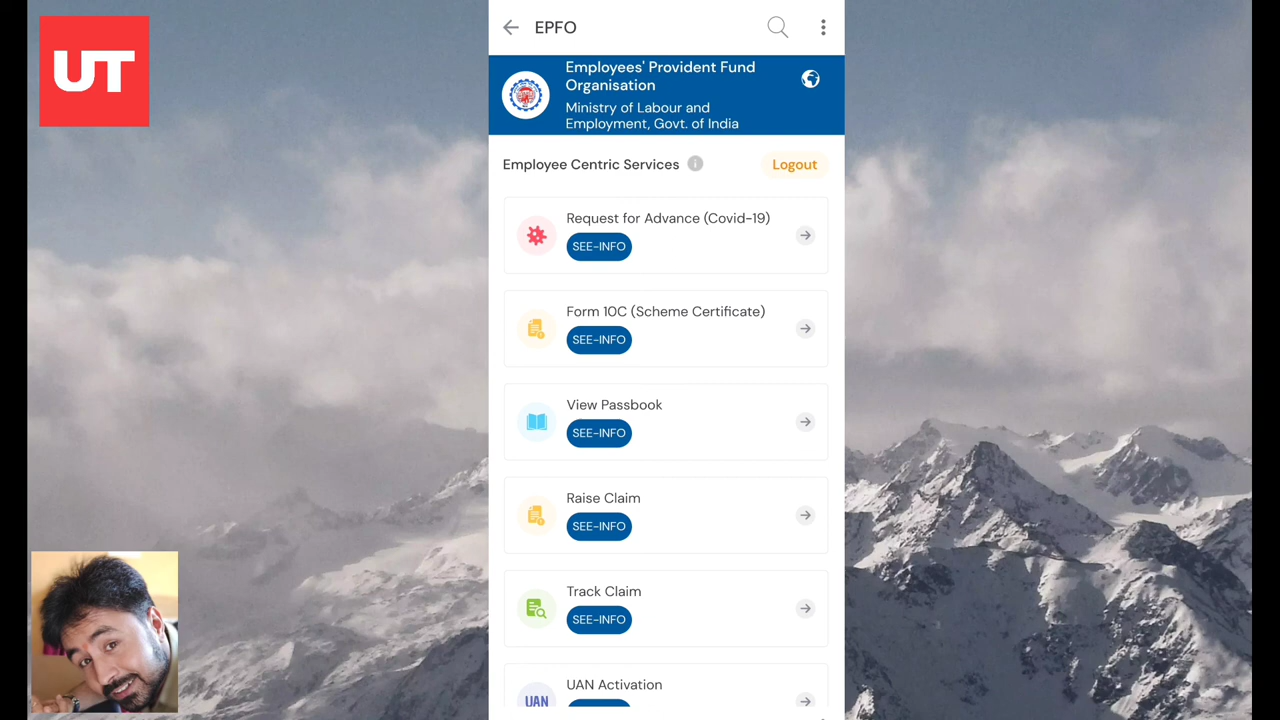 UT
EPFO
Employees' Provident Fund
Organisation
Ministry of Labour and
Employment, Govt. of India
Employee Centric Services
Logout
Request for Advance (Covid-19)
SEE-INFO
Form 10C (Scheme Certificate)
SEE-INFO
View Passbook
SEE-INFO
Raise Claim
SEE-INFO
Track Claim
SEE-INFO
UAN Activation
UAN